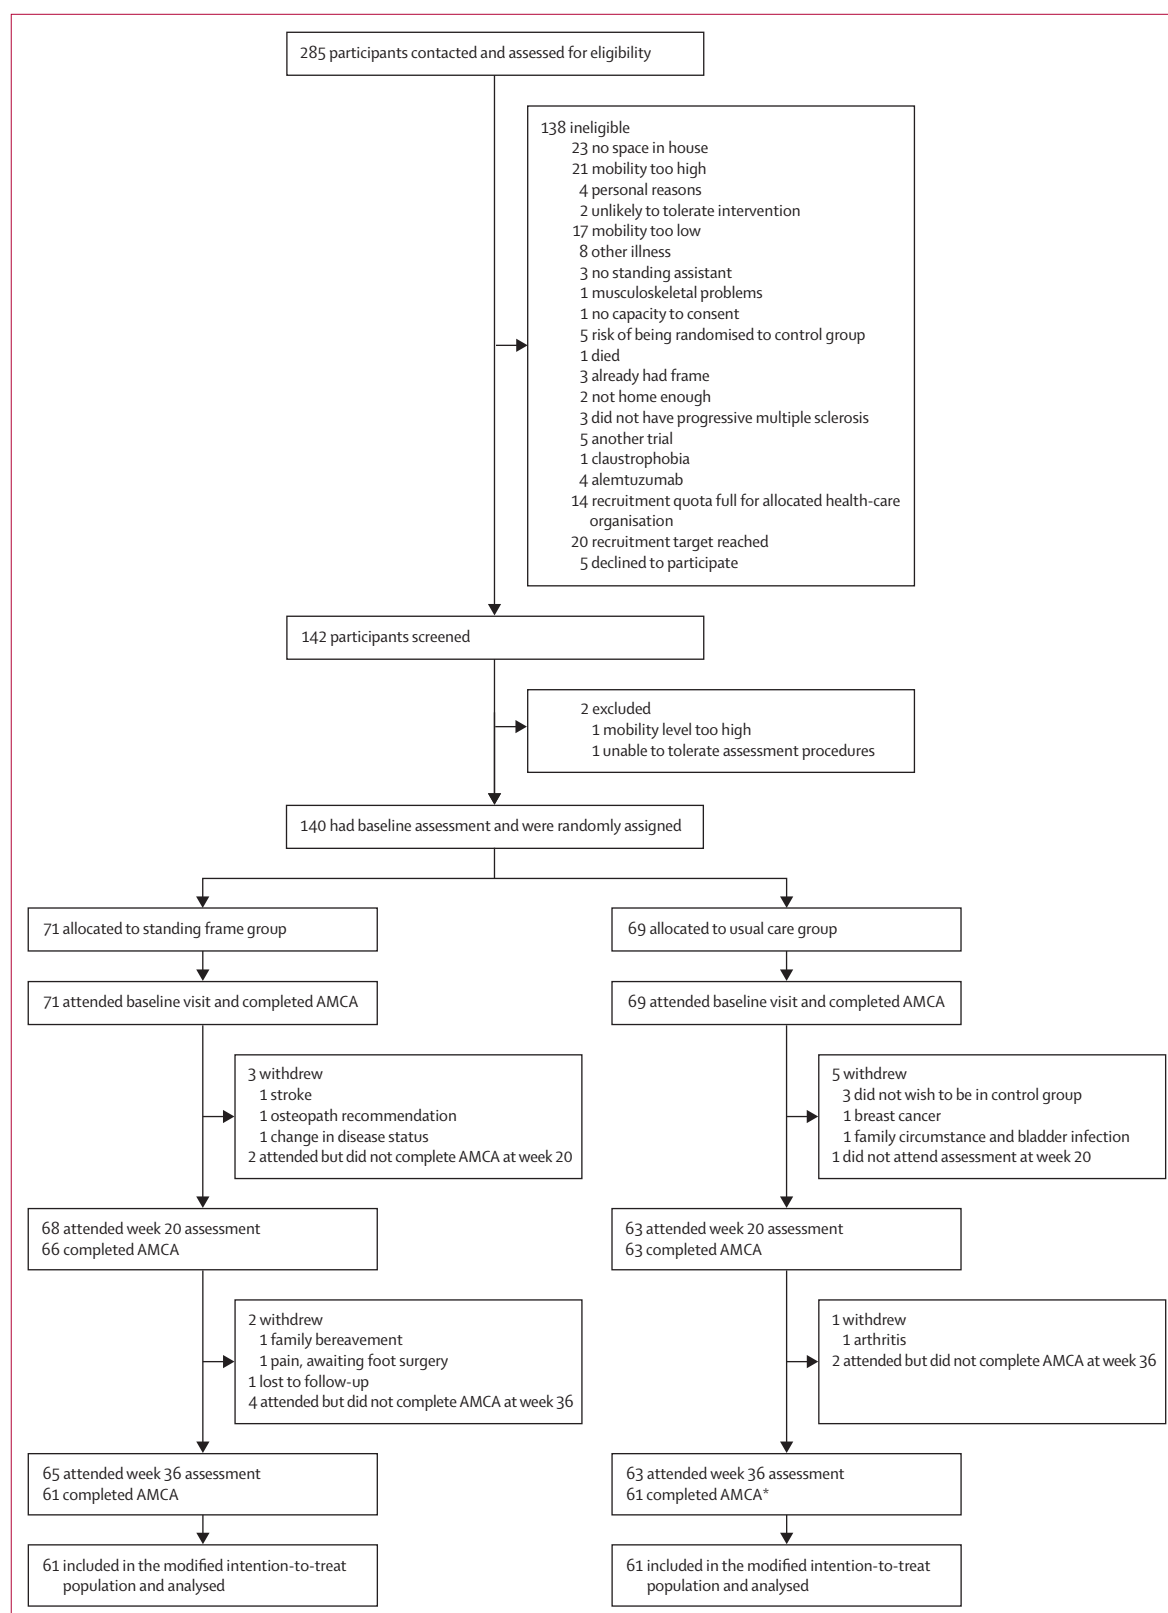 285 participants contacted and assessed for eligibility
138 ineligible
23 no space in house
21 mobility too high
4 personal reasons
2 unlikely to tolerate intervention
17 mobility too low
8 other illness
3 no standing assistant
1 musculoskeletal problems
1 no capacity to consent
5 risk of being randomised to control group
1 died
3 already had frame
2 not home enough
3 did not have progressive multiple sclerosis
5 another trial
1 claustrophobia
4 alemtuzumab
14 recruitment quota full for allocated health-care
organisation
20 recruitment target reached
5 declined to participate
142 participants screened
2 excluded
1 mobility level too high
1 unable to tolerate assessment procedures
140 had baseline assessment and were randomly assigned
71 allocated to standing frame group
69 allocated to usual care group
71 attended baseline visit and completed AMCA
69 attended baseline visit and completed AMCA
3 withdrew
1 stroke
1 osteopath recommendation
1 change in disease status
2 attended but did not complete AMCA at week 20
5 withdrew
3 did not wish to be in control group
1 breast cancer
1 family circumstance and bladder infection
1 did not attend assessment at week 20
68 attended week 20 assessment
66 completed AMCA
63 attended week 20 assessment
63 completed AMCA
2 withdrew
1 family bereavement
1 pain, awaiting foot surgery
1 lost to follow-up
4 attended but did not complete AMCA at week 36
1 withdrew
1 arthritis
2 attended but did not complete AMCA at week 36
65 attended week 36 assessment
61 completed AMCA
63 attended week 36 assessment
61 completed AMCA*
61 included in the modified intention-to-treat
population and analysed
61 included in the modified intention-to-treat
population and analysed